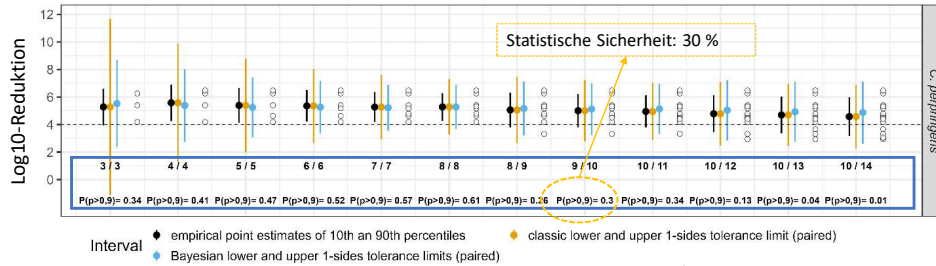 12
10
8
6
4
2
0
Log10-Reduktion
Statistische Sicherheit: 30 %
C. perfringens
3 / 3 4 / 4 5 / 5 6 / 6 7 / 7 8 / 8 8 / 9 9 / 10 10 / 11 10 / 12 10 / 13 10 / 14
P(p>0,9)= 0.34 P(p>0,9)= 0.41 P(p>0,9)= 0.47 P(p>0,9)= 0.52 P(p>0,9)= 0.57 P(p>0,9)= 0.61 P(p>0,9)= 0.26 P(p>0,9)= 0.3 P(p>0,9)= 0.34 P(p>0,9)= 0.13 P(p>0,9)= 0.04 P(p>0,9)= 0.01
Interval
empirical point estimates of 10th an 90th percentiles
classic lower and upper 1-sides tolerance limit (paired)
Bayesian lower and upper 1-sides tolerance limits (paired)